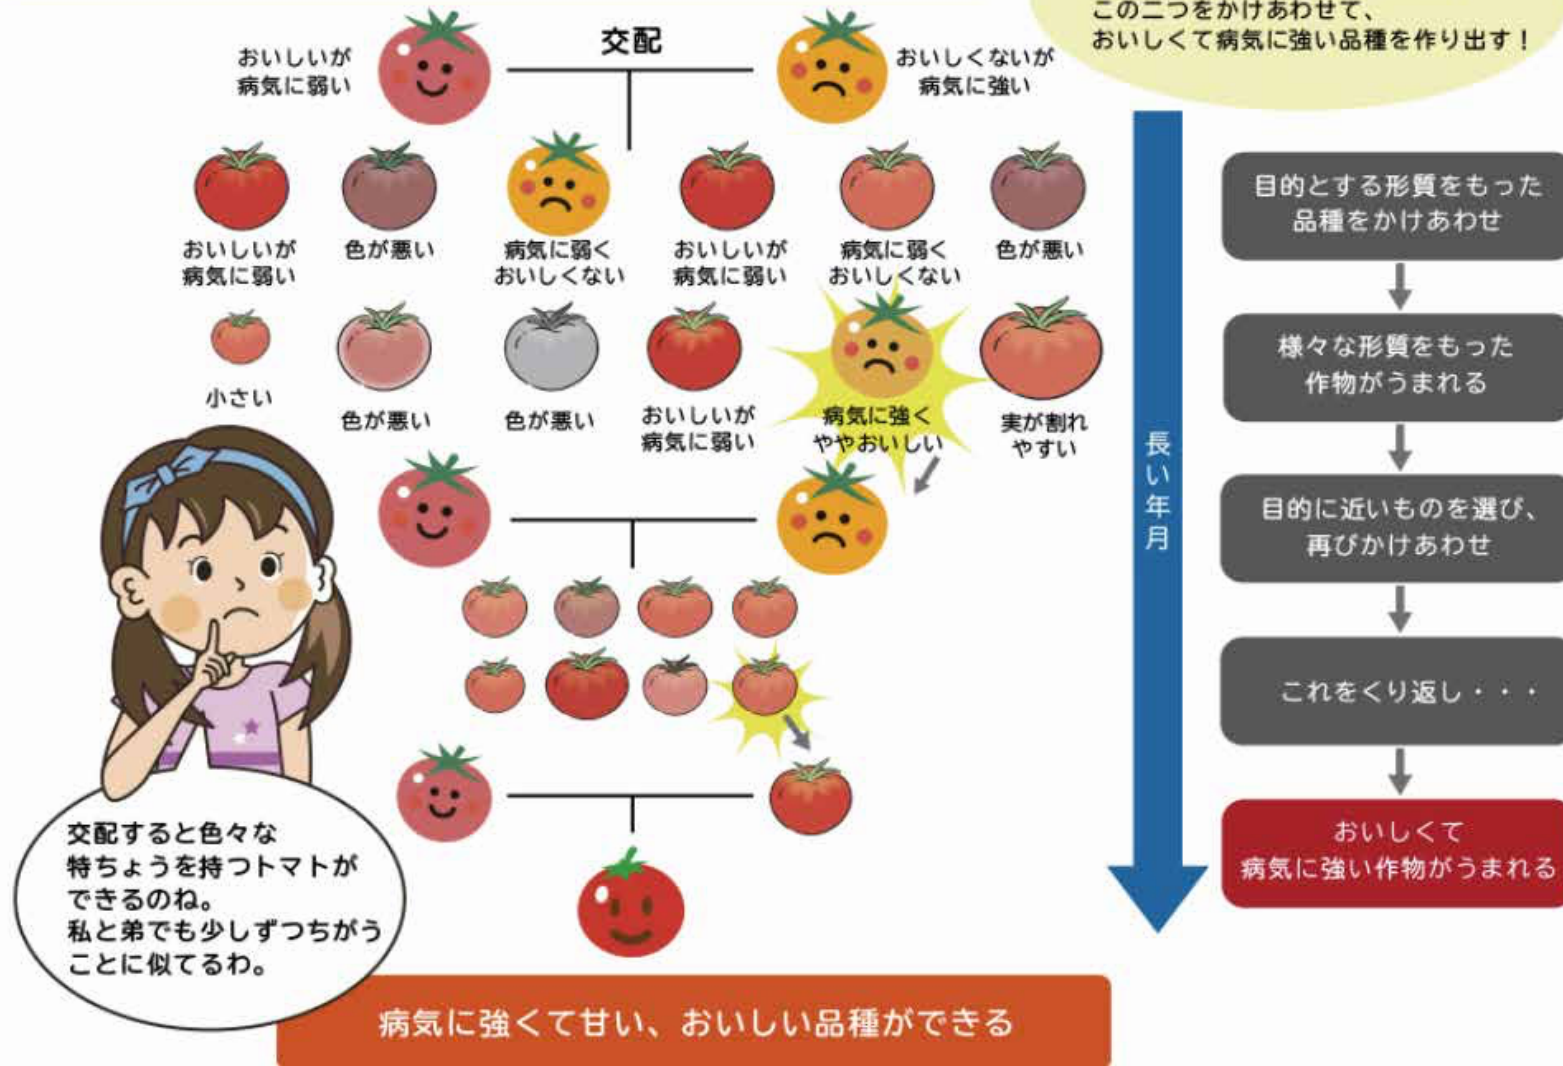 この二つをかけあわせて、
おいしくて病気に強い品種を作り出す！
交配
おいしいが
病気に弱い
おいしくないが
病気に強い
おいしいが
病気に弱い
色が悪い
病気に弱く
おいしくない
おいしいが
病気に弱い
病気に弱く
おいしくない
色が悪い
小さい
色が悪い
色が悪い
おいしいが
病気に弱い
病気に強く
ややおいしい
実が割れ
やすい
長い年月
目的とする形質をもった
品種をかけあわせ
様々な形質をもった
作物がうまれる
目的に近いものを選び、
再びかけあわせ
これをくり返し・・・
おいしくて
病気に強い作物がうまれる
交配すると色々な
特ちょうを持つトマトが
できるのね。
私と弟でも少しずつちがう
ことに似てるわ。
病気に強くて甘い、おいしい品種ができる